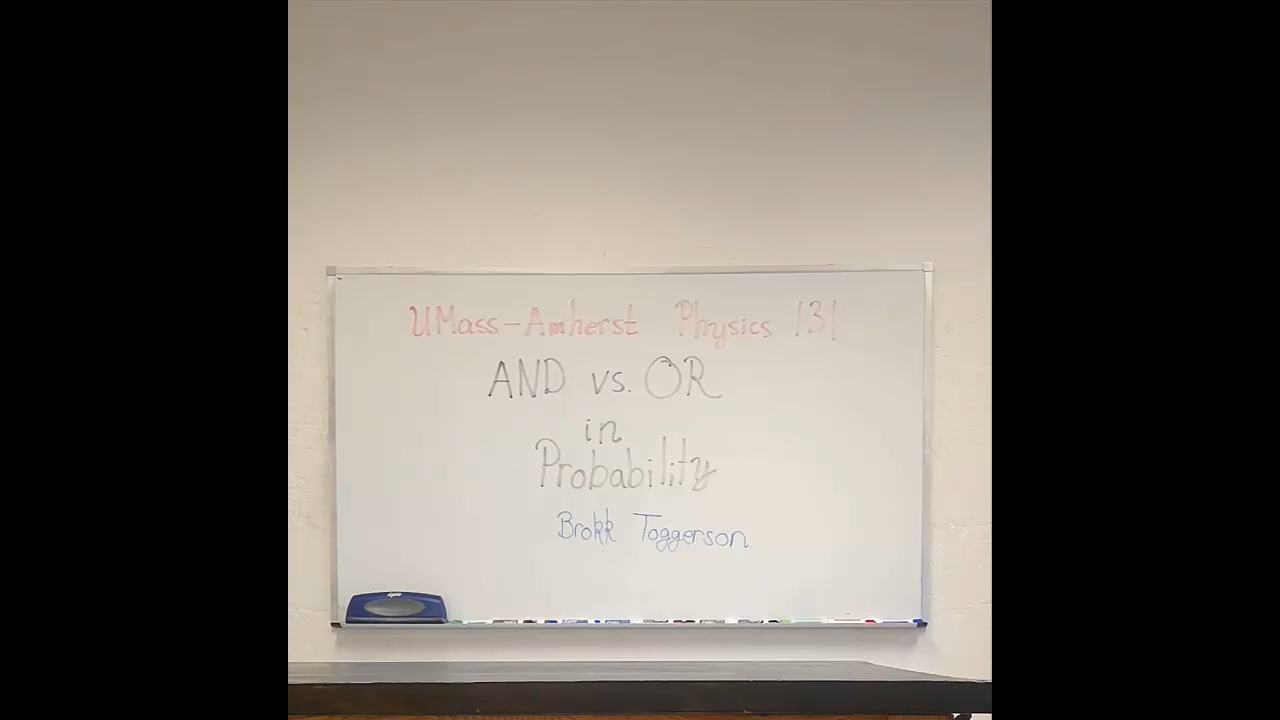 UMass-Amherst Physics 131
AND vs. OR
in
Probability
Brokk Toggerson